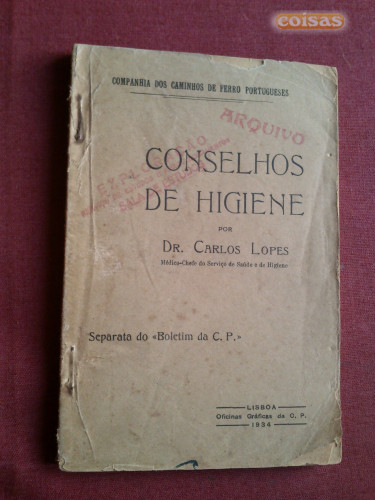 coisas
COMPANHIA DOS CAMINHOS DE FERRO PORTUGUESES
ARQUIVO
CONSELHOS
DE HIGIENE
POR
DR. CARLOS LOPES
Médico-Chefe do Serviço de Saúde e de Higiene
Separata do «Boletim da C. P.»
LISBOA
Oficinas Gráficas da C. P.
1934